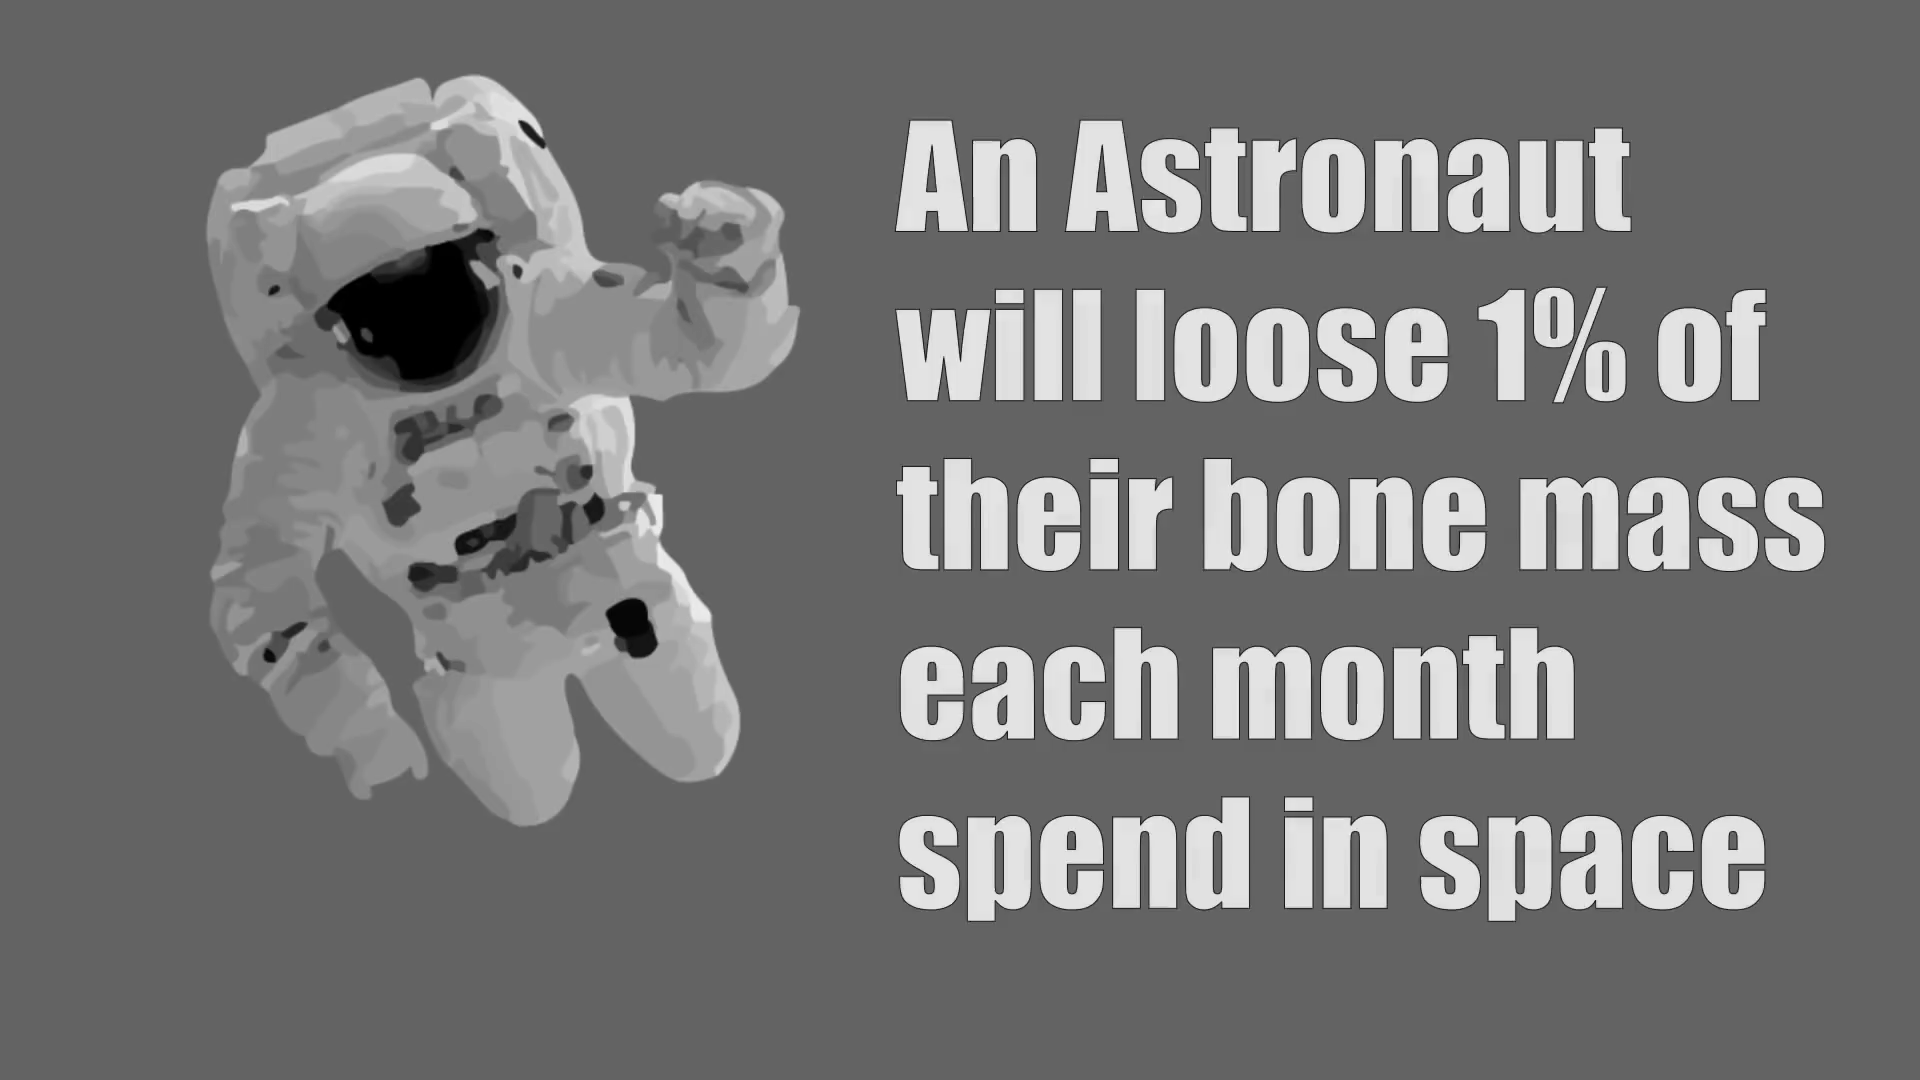 An Astronaut
will loose 1% of
their bone mass
each month
spend in space